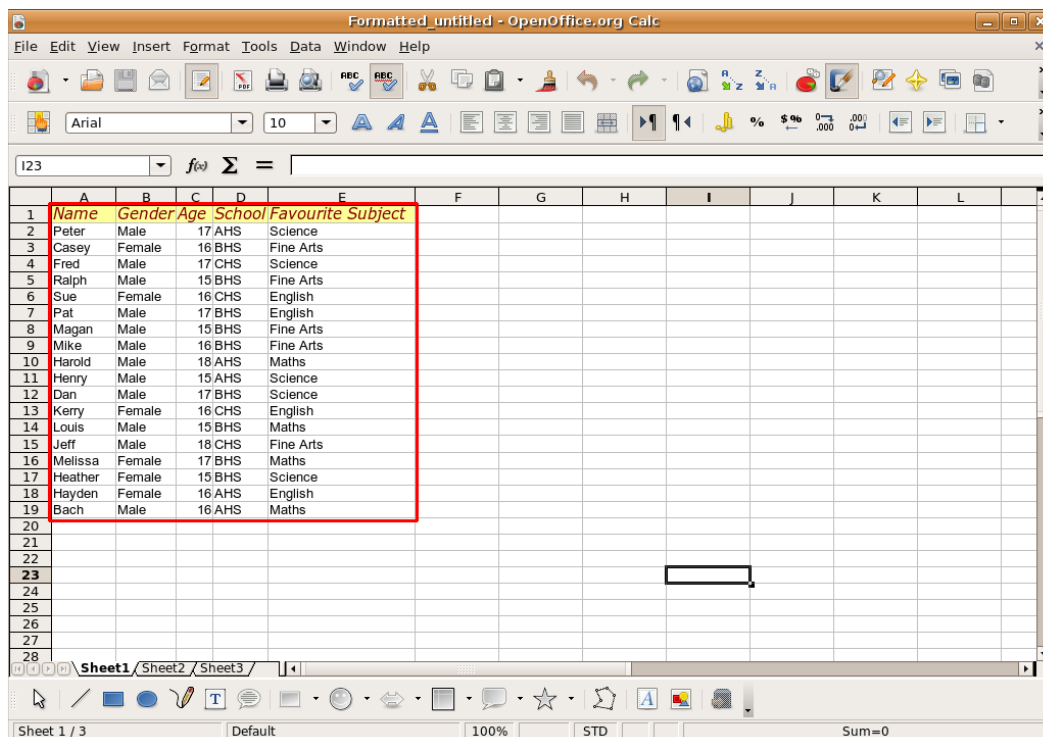 Formatted_untitled - OpenOffice.org Calc
File Edit View Insert Format Tools Data Window Help
Arial 10
I23 f(x) Σ =
A B C D E F G H I J K L
1 Name Gender Age School Favourite Subject
2 Peter Male 17 AHS Science
3 Casey Female 16 BHS Fine Arts
4 Fred Male 17 CHS Science
5 Ralph Male 15 BHS Fine Arts
6 Sue Female 16 CHS English
7 Pat Male 17 BHS English
8 Magan Male 15 BHS Fine Arts
9 Mike Male 16 BHS Fine Arts
10 Harold Male 18 AHS Maths
11 Henry Male 15 AHS Science
12 Dan Male 17 BHS Science
13 Kerry Female 16 CHS English
14 Louis Male 15 BHS Maths
15 Jeff Male 18 CHS Fine Arts
16 Melissa Female 17 BHS Maths
17 Heather Female 15 BHS Science
18 Hayden Female 16 AHS English
19 Bach Male 16 AHS Maths
20
21
22
23
24
25
26
27
28
Sheet1 Sheet2 Sheet3
Sheet 1 / 3 Default 100% STD Sum=0